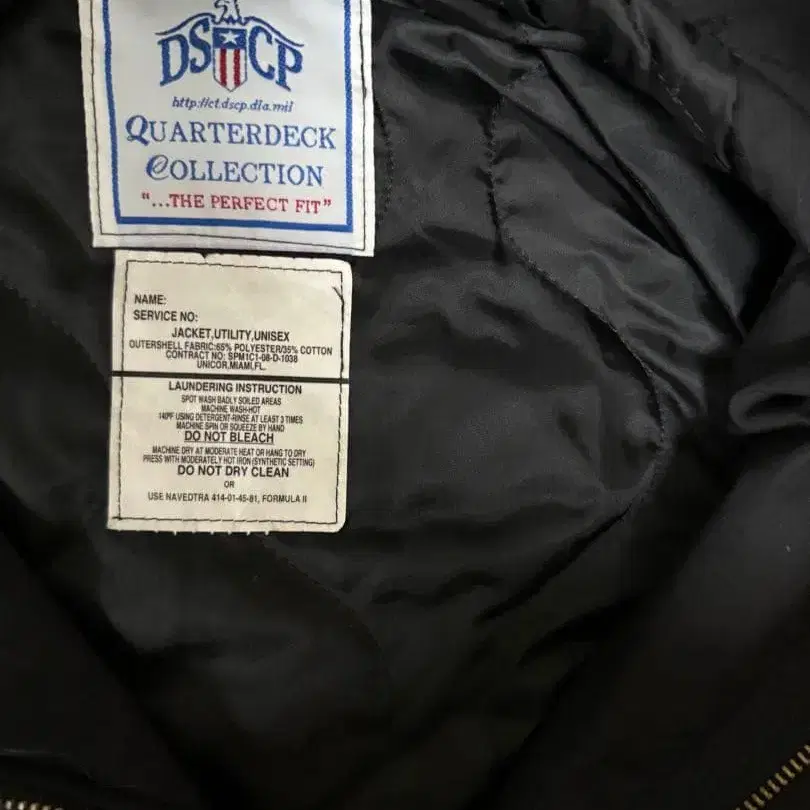 DSCP
http://ct.dscp.dla.mil
QUARTERDECK
COLLECTION
"...THE PERFECT FIT"
NAME:
SERVICE NO:
JACKET,UTILITY,UNISEX
OUTERSHELL FABRIC:65% POLYESTER/35% COTTON
CONTRACT NO: SPM1C1-08-D-1038
UNICOR,MIAMI,FL.
LAUNDERING INSTRUCTION
SPOT WASH BADLY SOILED AREAS
MACHINE WASH-HOT
140°F USING DETERGENT-RINSE AT LEAST 3 TIMES
MACHINE SPIN OR SQUEEZE BY HAND
DO NOT BLEACH
MACHINE DRY AT MODERATE HEAT OR HANG TO DRY
PRESS WITH MODERATELY HOT IRON (SYNTHETIC SETTING)
DO NOT DRY CLEAN
OR
USE NAVEDTRA 414-01-45-81, FORMULA II